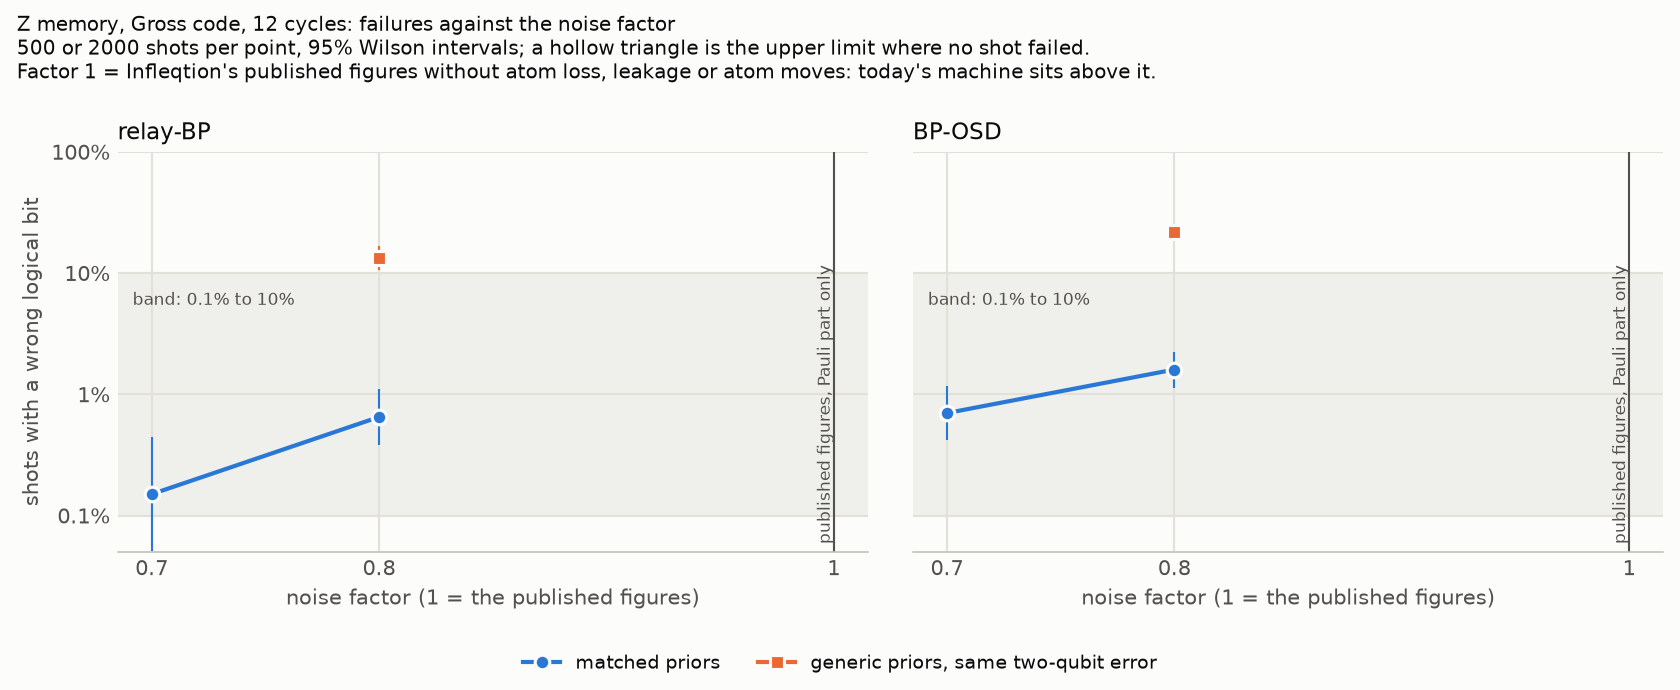 Z memory, Gross code, 12 cycles: failures against the noise factor
500 or 2000 shots per point, 95% Wilson intervals; a hollow triangle is the upper limit where no shot failed.
Factor 1 = Infleqtion's published figures without atom loss, leakage or atom moves: today's machine sits above it.
relay-BP
100%
10%
1%
0.1%
shots with a wrong logical bit
band: 0.1% to 10%
published figures, Pauli part only
0.7
0.8
1
noise factor (1 = the published figures)
BP-OSD
band: 0.1% to 10%
published figures, Pauli part only
0.7
0.8
1
noise factor (1 = the published figures)
matched priors
generic priors, same two-qubit error